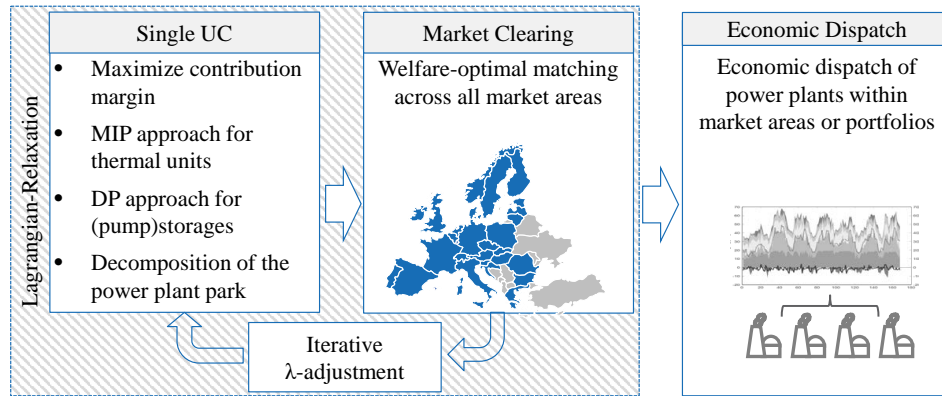 Lagrangian-Relaxation
Single UC
• Maximize contribution
margin
• MIP approach for
thermal units
• DP approach for
(pump)storages
• Decomposition of the
power plant park
Market Clearing
Welfare-optimal matching
across all market areas
Iterative
λ-adjustment
Economic Dispatch
Economic dispatch of
power plants within
market areas or portfolios